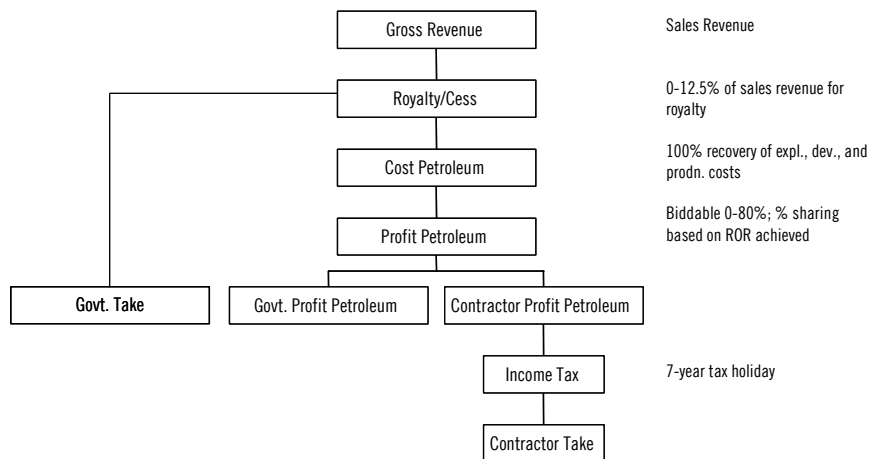 Gross Revenue
Sales Revenue
Royalty/Cess
0-12.5% of sales revenue for
royalty
Cost Petroleum
100% recovery of expl., dev., and
prodn. costs
Profit Petroleum
Biddable 0-80%; % sharing
based on ROR achieved
Govt. Take
Govt. Profit Petroleum
Contractor Profit Petroleum
Income Tax
7-year tax holiday
Contractor Take